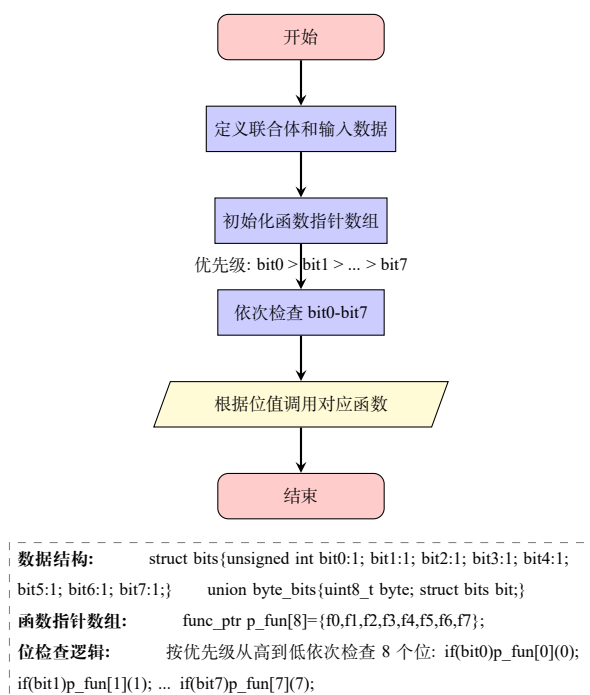 开始
定义联合体和输入数据
初始化函数指针数组
优先级: bit0 > bit1 > ... > bit7
依次检查 bit0-bit7
根据位值调用对应函数
结束
数据结构: struct bits{unsigned int bit0:1; bit1:1; bit2:1; bit3:1; bit4:1;
bit5:1; bit6:1; bit7:1;} union byte_bits{uint8_t byte; struct bits bit;}
函数指针数组: func_ptr p_fun[8]={f0,f1,f2,f3,f4,f5,f6,f7};
位检查逻辑: 按优先级从高到低依次检查 8 个位: if(bit0)p_fun[0](0);
if(bit1)p_fun[1](1); ... if(bit7)p_fun[7](7);